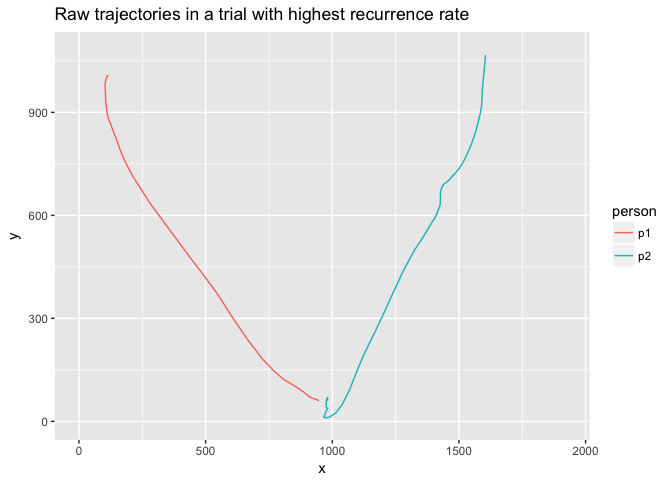 Raw trajectories in a trial with highest recurrence rate
900
600
300
0
y
0
500
1000
1500
2000
x
person
p1
p2